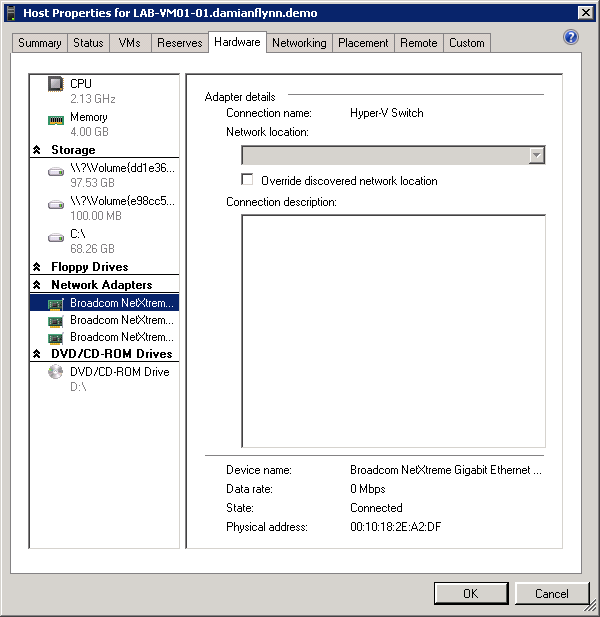 Host Properties for LAB-VM01-01.damianflynn.demo
Summary Status VMs Reserves Hardware Networking Placement Remote Custom
CPU
2.13 GHz
Memory
4.00 GB
Storage
\\?\Volume{dd1e36...
97.53 GB
\\?\Volume{e98cc5...
100.00 MB
C:\
68.26 GB
Floppy Drives
Network Adapters
Broadcom NetXtrem...
Broadcom NetXtrem...
Broadcom NetXtrem...
DVD/CD-ROM Drives
DVD/CD-ROM Drive
D:\
Adapter details
Connection name: Hyper-V Switch
Network location:
Override discovered network location
Connection description:
Device name: Broadcom NetXtreme Gigabit Ethernet ...
Data rate: 0 Mbps
State: Connected
Physical address: 00:10:18:2E:A2:DF
OK Cancel